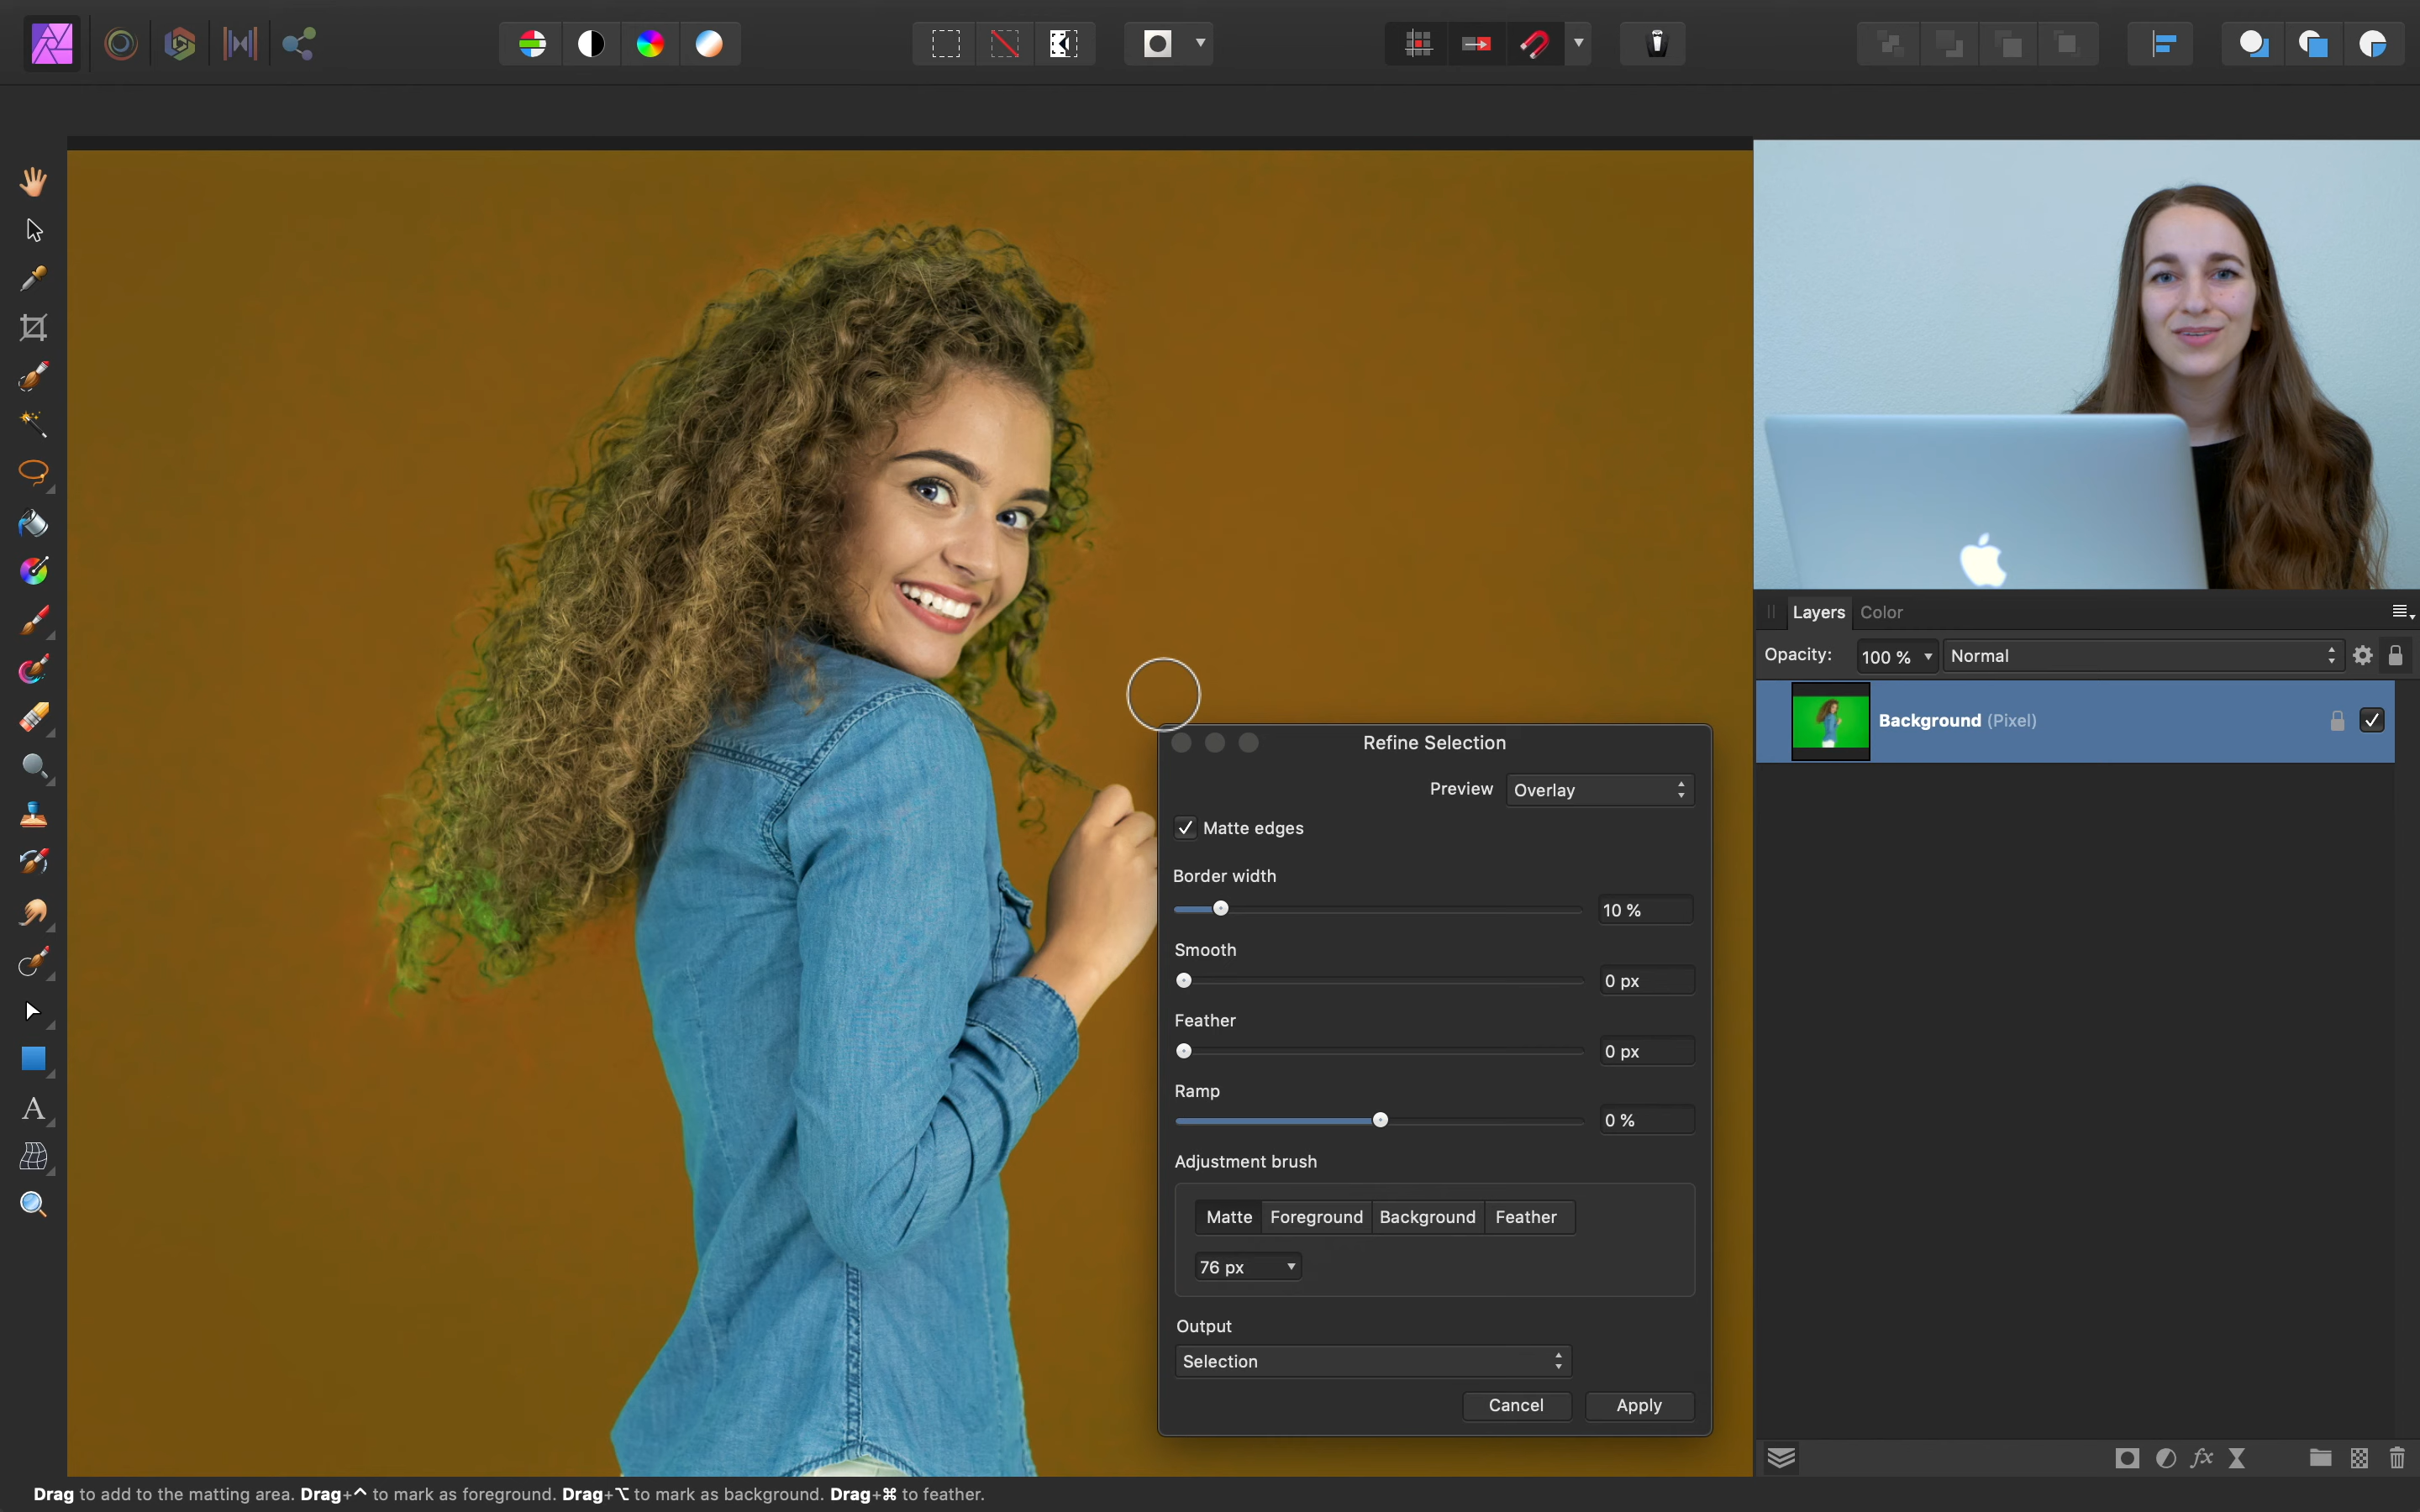 Layers Color
Opacity: 100 % Normal
Background (Pixel)
Refine Selection
Preview Overlay
Matte edges
Border width
10 %
Smooth
0 px
Feather
0 px
Ramp
0 %
Adjustment brush
Matte Foreground Background Feather
76 px
Output
Selection
Cancel Apply
A
fx
Drag to add to the matting area. Drag+^ to mark as foreground. Drag+⌥ to mark as background. Drag+⌘ to feather.